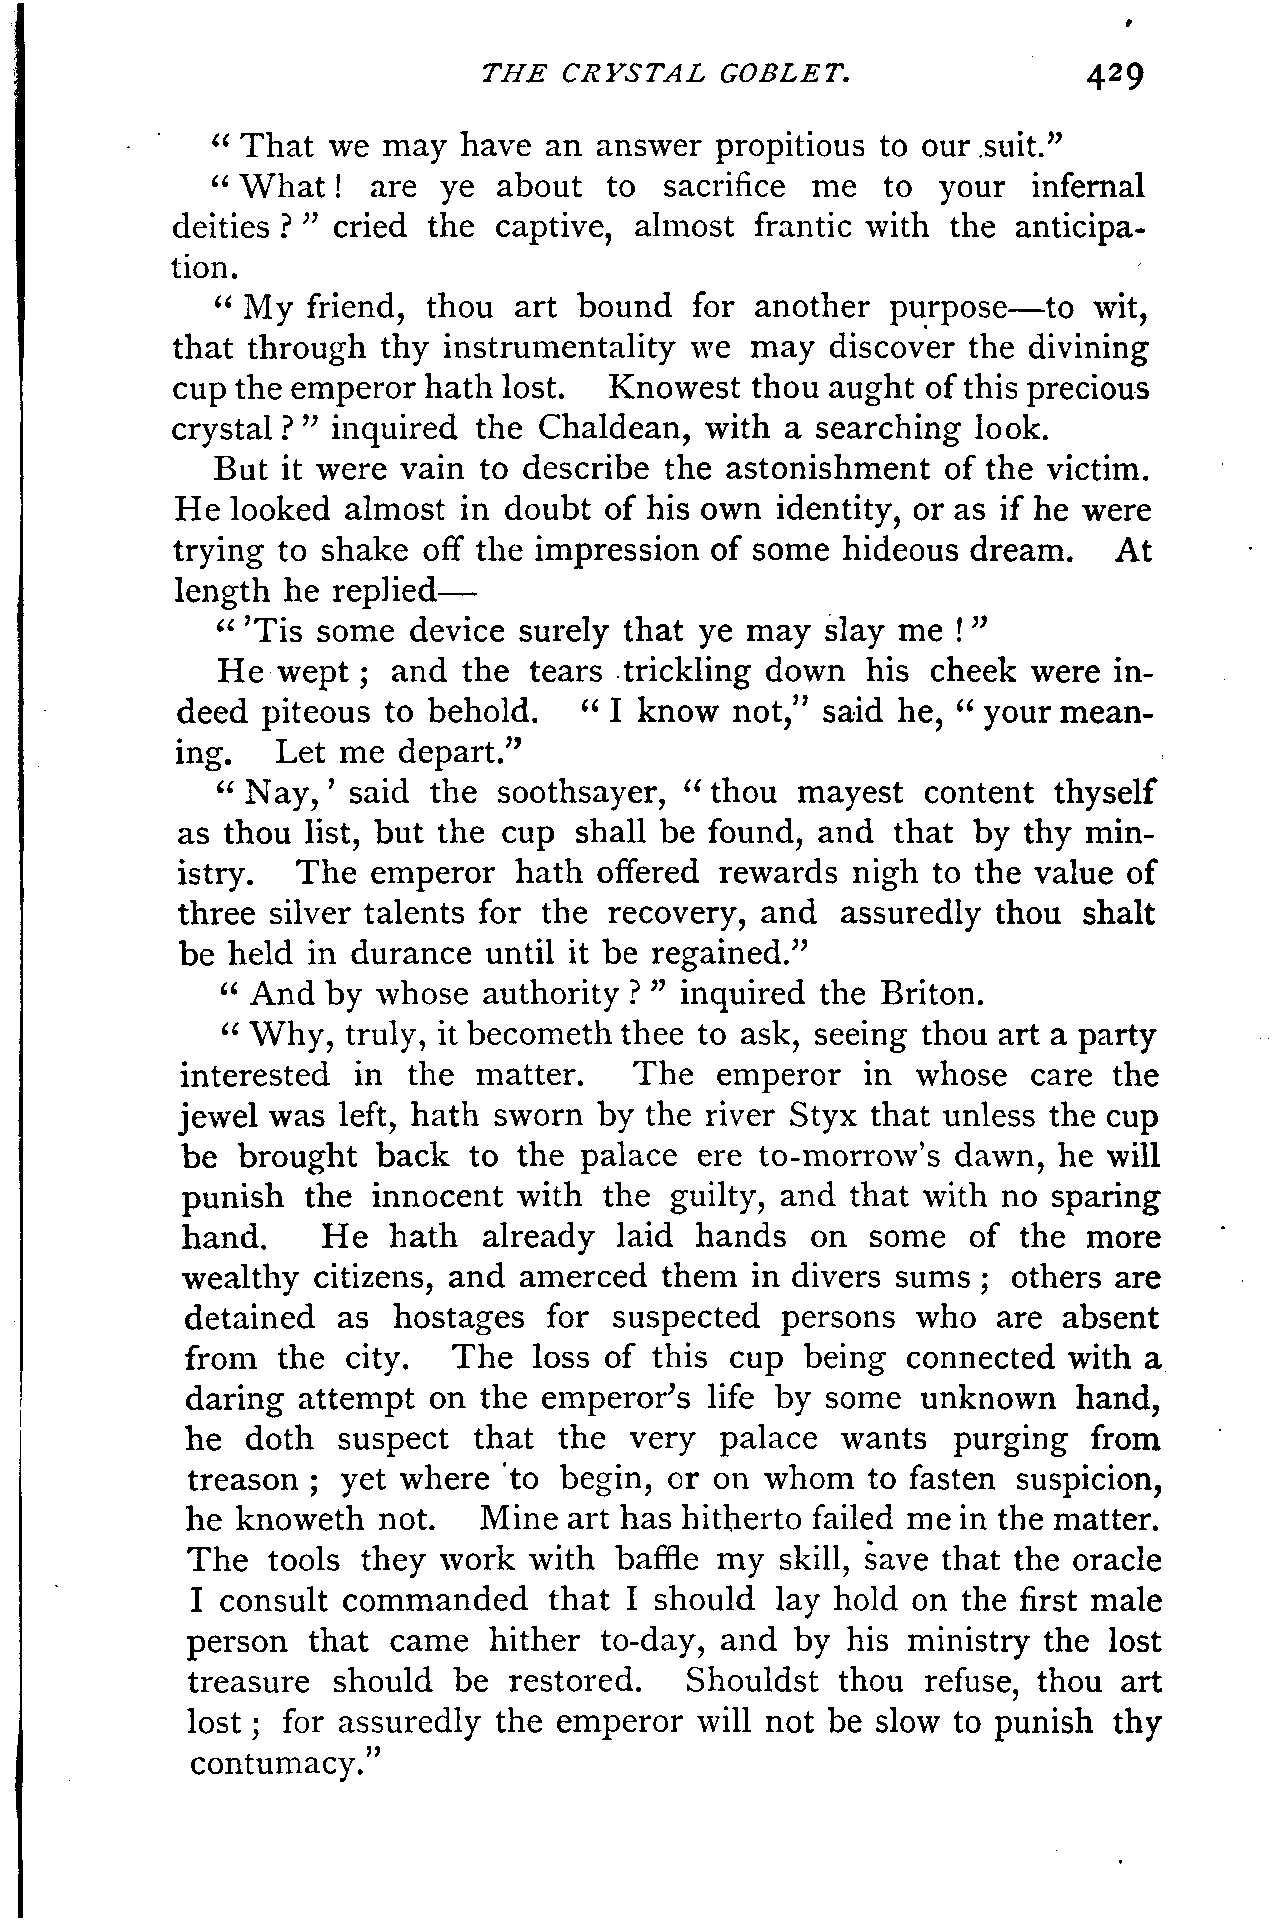 THE CRYSTAL GOBLET. 429
“ That we may have an answer propitious to our suit.”
“ What ! are ye about to sacrifice me to your infernal
deities ? ” cried the captive, almost frantic with the anticipa-
tion.
“ My friend, thou art bound for another purpose—to wit,
that through thy instrumentality we may discover the divining
cup the emperor hath lost. Knowest thou aught of this precious
crystal ? ” inquired the Chaldean, with a searching look.
But it were vain to describe the astonishment of the victim.
He looked almost in doubt of his own identity, or as if he were
trying to shake off the impression of some hideous dream. At
length he replied—
“ ’Tis some device surely that ye may slay me ! ”
He wept ; and the tears trickling down his cheek were in-
deed piteous to behold. “ I know not,” said he, “ your mean-
ing. Let me depart.”
“ Nay, ’ said the soothsayer, “ thou mayest content thyself
as thou list, but the cup shall be found, and that by thy min-
istry. The emperor hath offered rewards nigh to the value of
three silver talents for the recovery, and assuredly thou shalt
be held in durance until it be regained.”
“ And by whose authority ? ” inquired the Briton.
“ Why, truly, it becometh thee to ask, seeing thou art a party
interested in the matter. The emperor in whose care the
jewel was left, hath sworn by the river Styx that unless the cup
be brought back to the palace ere to-morrow’s dawn, he will
punish the innocent with the guilty, and that with no sparing
hand. He hath already laid hands on some of the more
wealthy citizens, and amerced them in divers sums ; others are
detained as hostages for suspected persons who are absent
from the city. The loss of this cup being connected with a
daring attempt on the emperor’s life by some unknown hand,
he doth suspect that the very palace wants purging from
treason ; yet where to begin, or on whom to fasten suspicion,
he knoweth not. Mine art has hitherto failed me in the matter.
The tools they work with baffle my skill, save that the oracle
I consult commanded that I should lay hold on the first male
person that came hither to-day, and by his ministry the lost
treasure should be restored. Shouldst thou refuse, thou art
lost ; for assuredly the emperor will not be slow to punish thy
contumacy.”